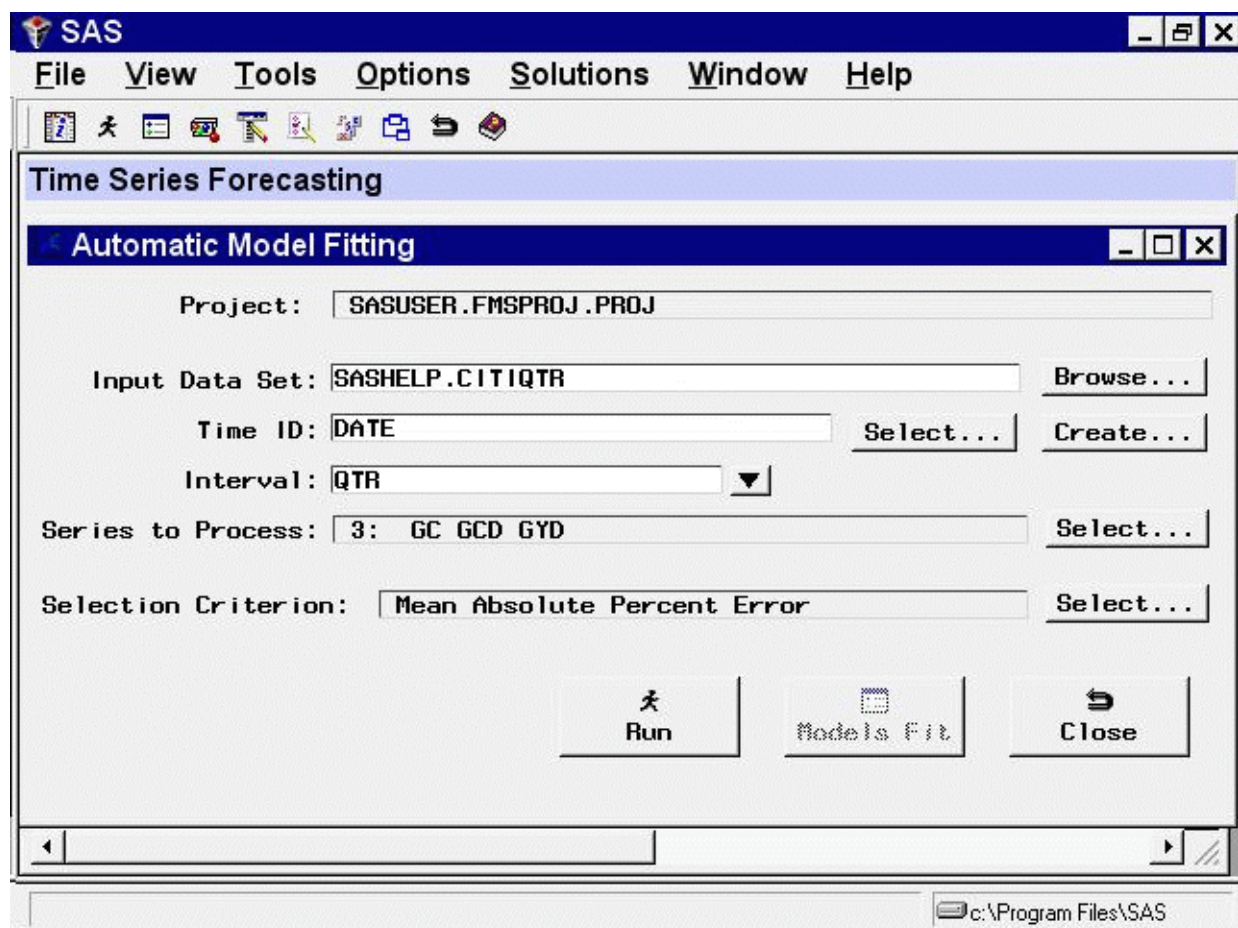 SAS
File View Tools Options Solutions Window Help
Time Series Forecasting
Automatic Model Fitting
Project: SASUSER.FMSPROJ.PROJ
Input Data Set: SASHELP.CITIQTR Browse...
Time ID: DATE Select... Create...
Interval: QTR
Series to Process: 3: GC GCD GYD Select...
Selection Criterion: Mean Absolute Percent Error Select...
Run Models Fit Close
c:\Program Files\SAS